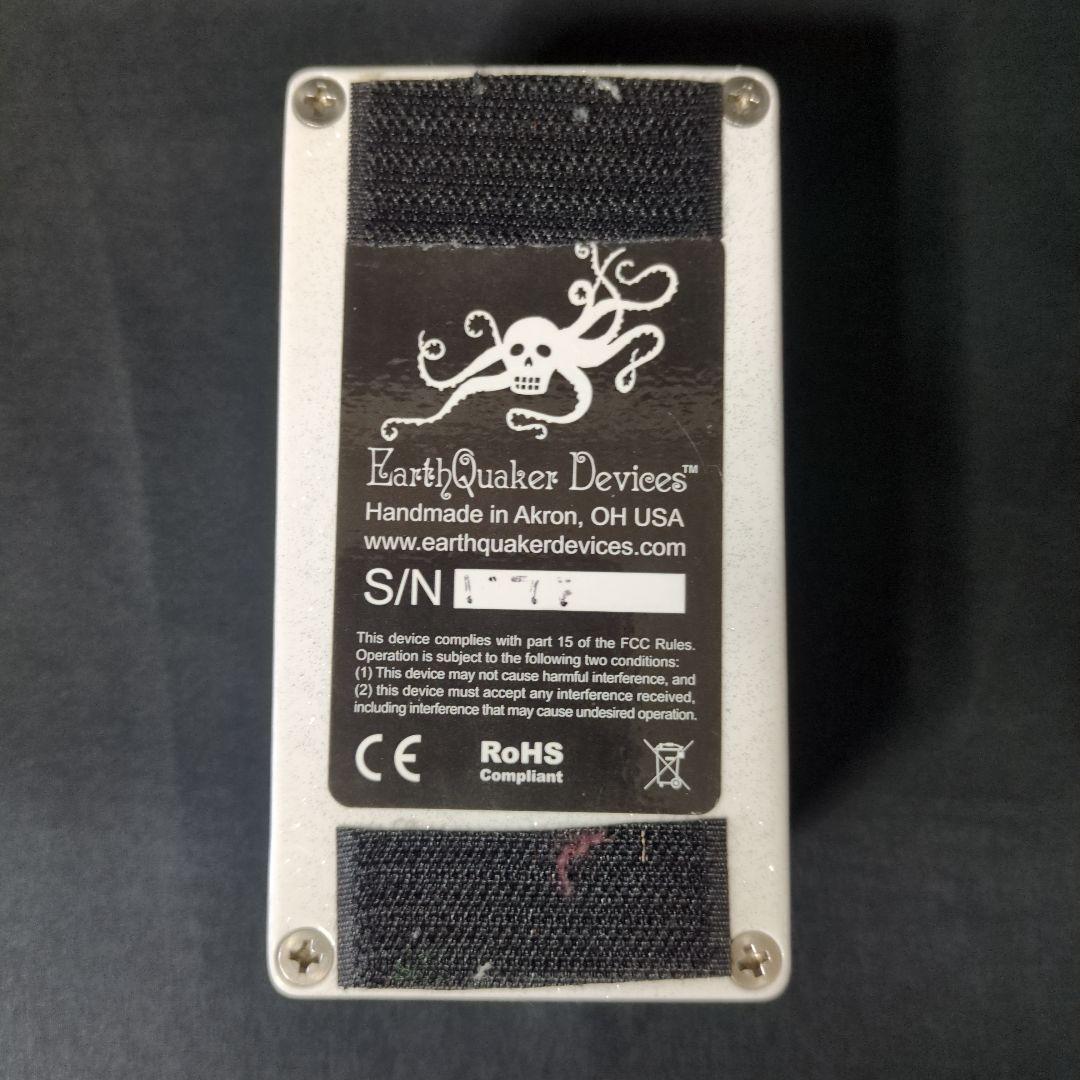 EarthQuaker Devices™
Handmade in Akron, OH USA
www.earthquakerdevices.com
S/N
This device complies with part 15 of the FCC Rules.
Operation is subject to the following two conditions:
(1) This device may not cause harmful interference, and
(2) this device must accept any interference received,
including interference that may cause undesired operation.
CE RoHS
Compliant